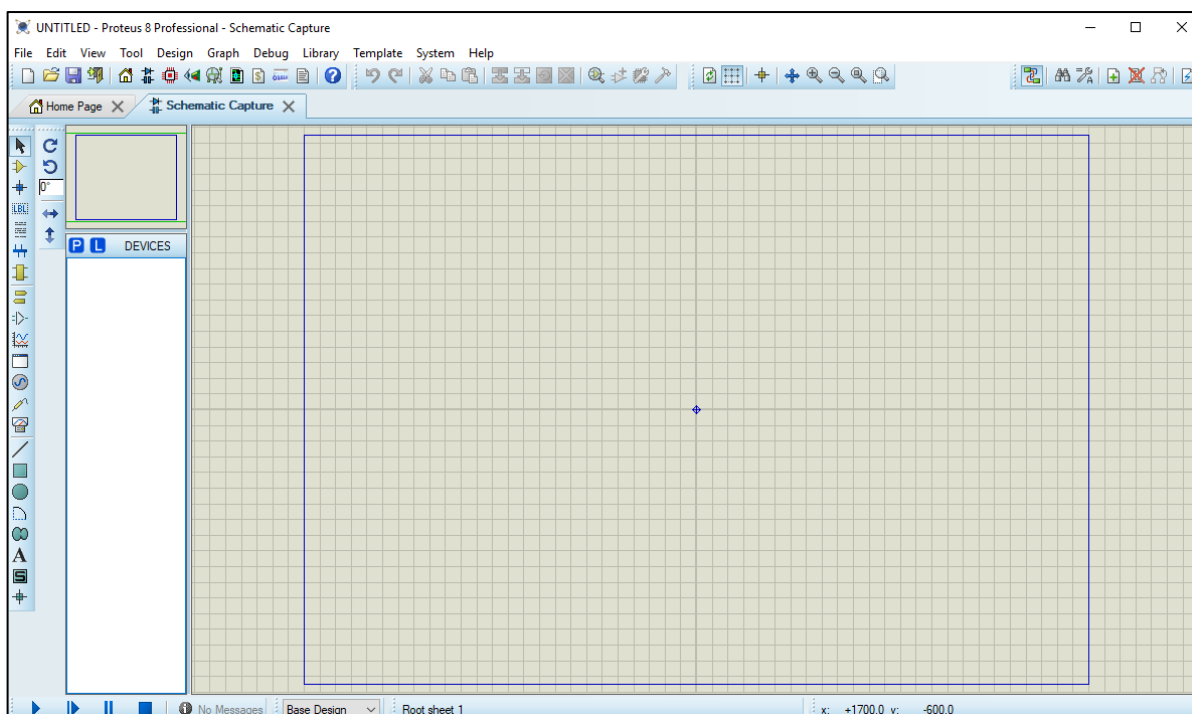 UNTITLED - Proteus 8 Professional - Schematic Capture
File Edit View Tool Design Graph Debug Library Template System Help
Home Page Schematic Capture
0°
LBL
P L DEVICES
A
S
No Messages Base Design Root sheet 1 x: +1700.0 y: -600.0